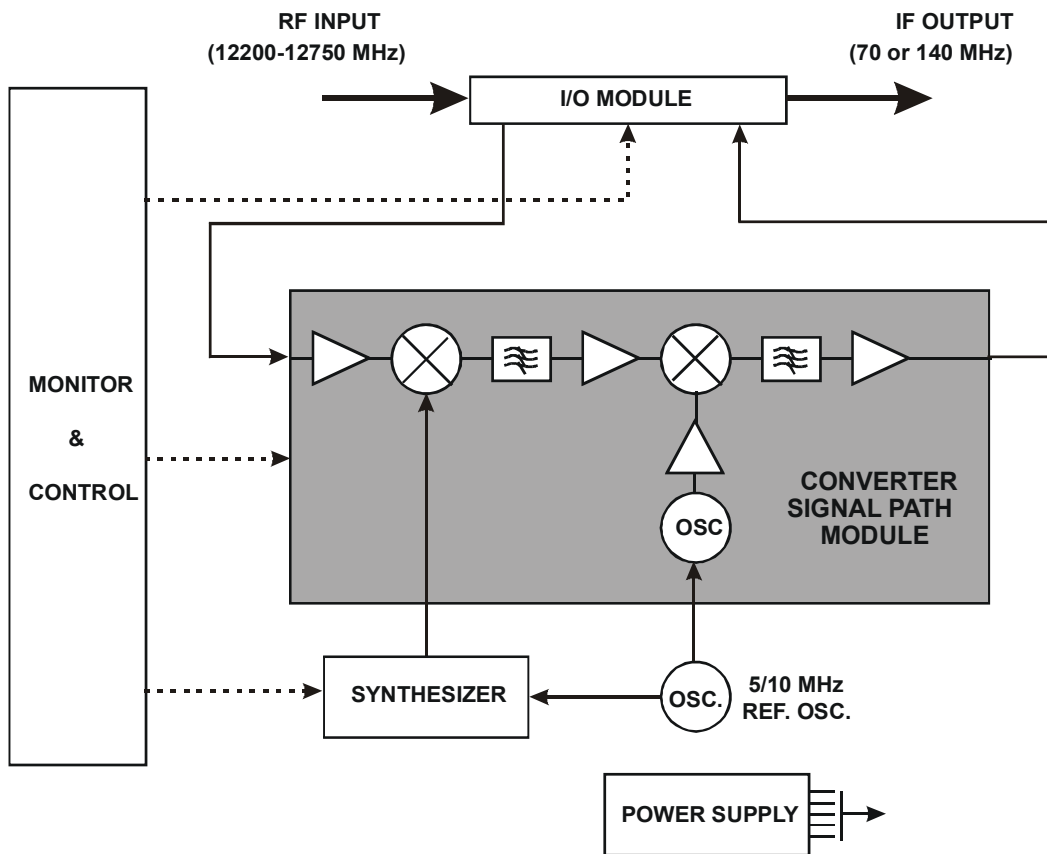 RF INPUT
(12200-12750 MHz)
IF OUTPUT
(70 or 140 MHz)
I/O MODULE
MONITOR
&
CONTROL
OSC
CONVERTER
SIGNAL PATH
MODULE
SYNTHESIZER
OSC.
5/10 MHz
REF. OSC.
POWER SUPPLY